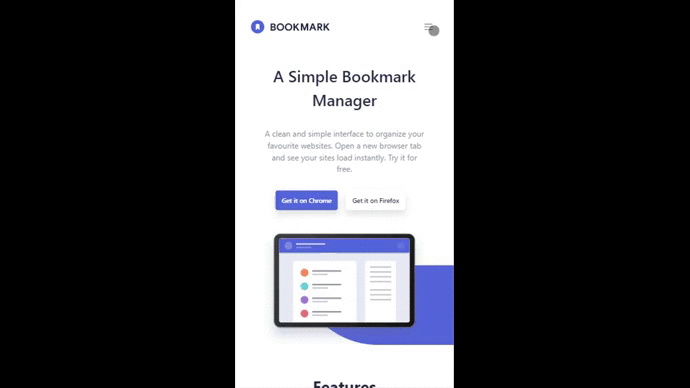 BOOKMARK
A Simple Bookmark
Manager
A clean and simple interface to organize your
favourite websites. Open a new browser tab
and see your sites load instantly. Try it for
free.
Get it on Chrome
Get it on Firefox
Features